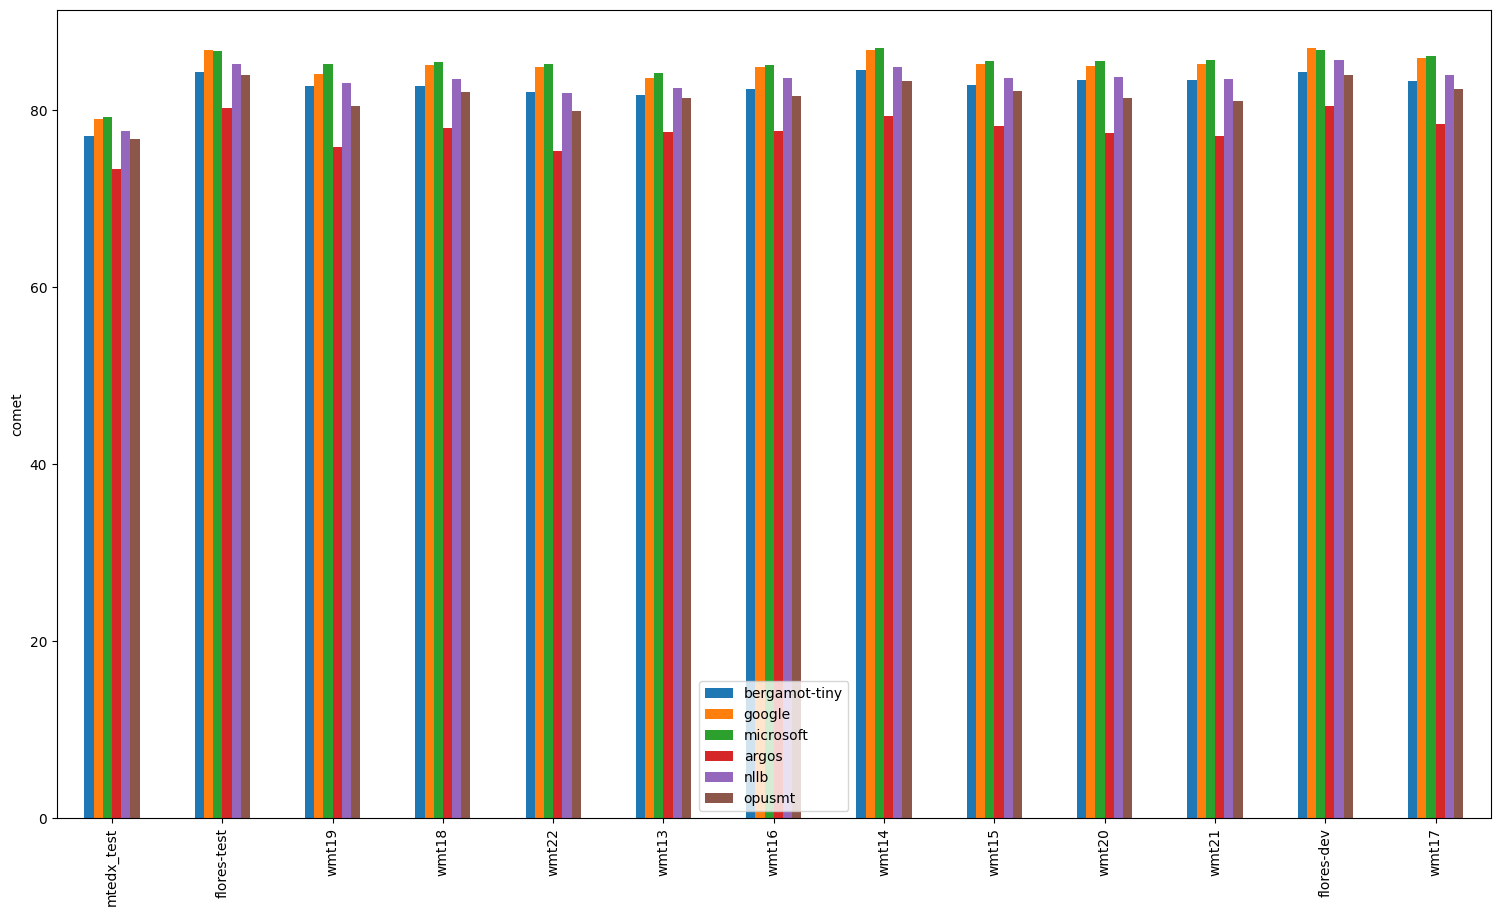 comet
80
60
40
20
0
bergamot-tiny
google
microsoft
argos
nllb
opusmt
mtedx_test
flores-test
wmt19
wmt18
wmt22
wmt13
wmt16
wmt14
wmt15
wmt20
wmt21
flores-dev
wmt17